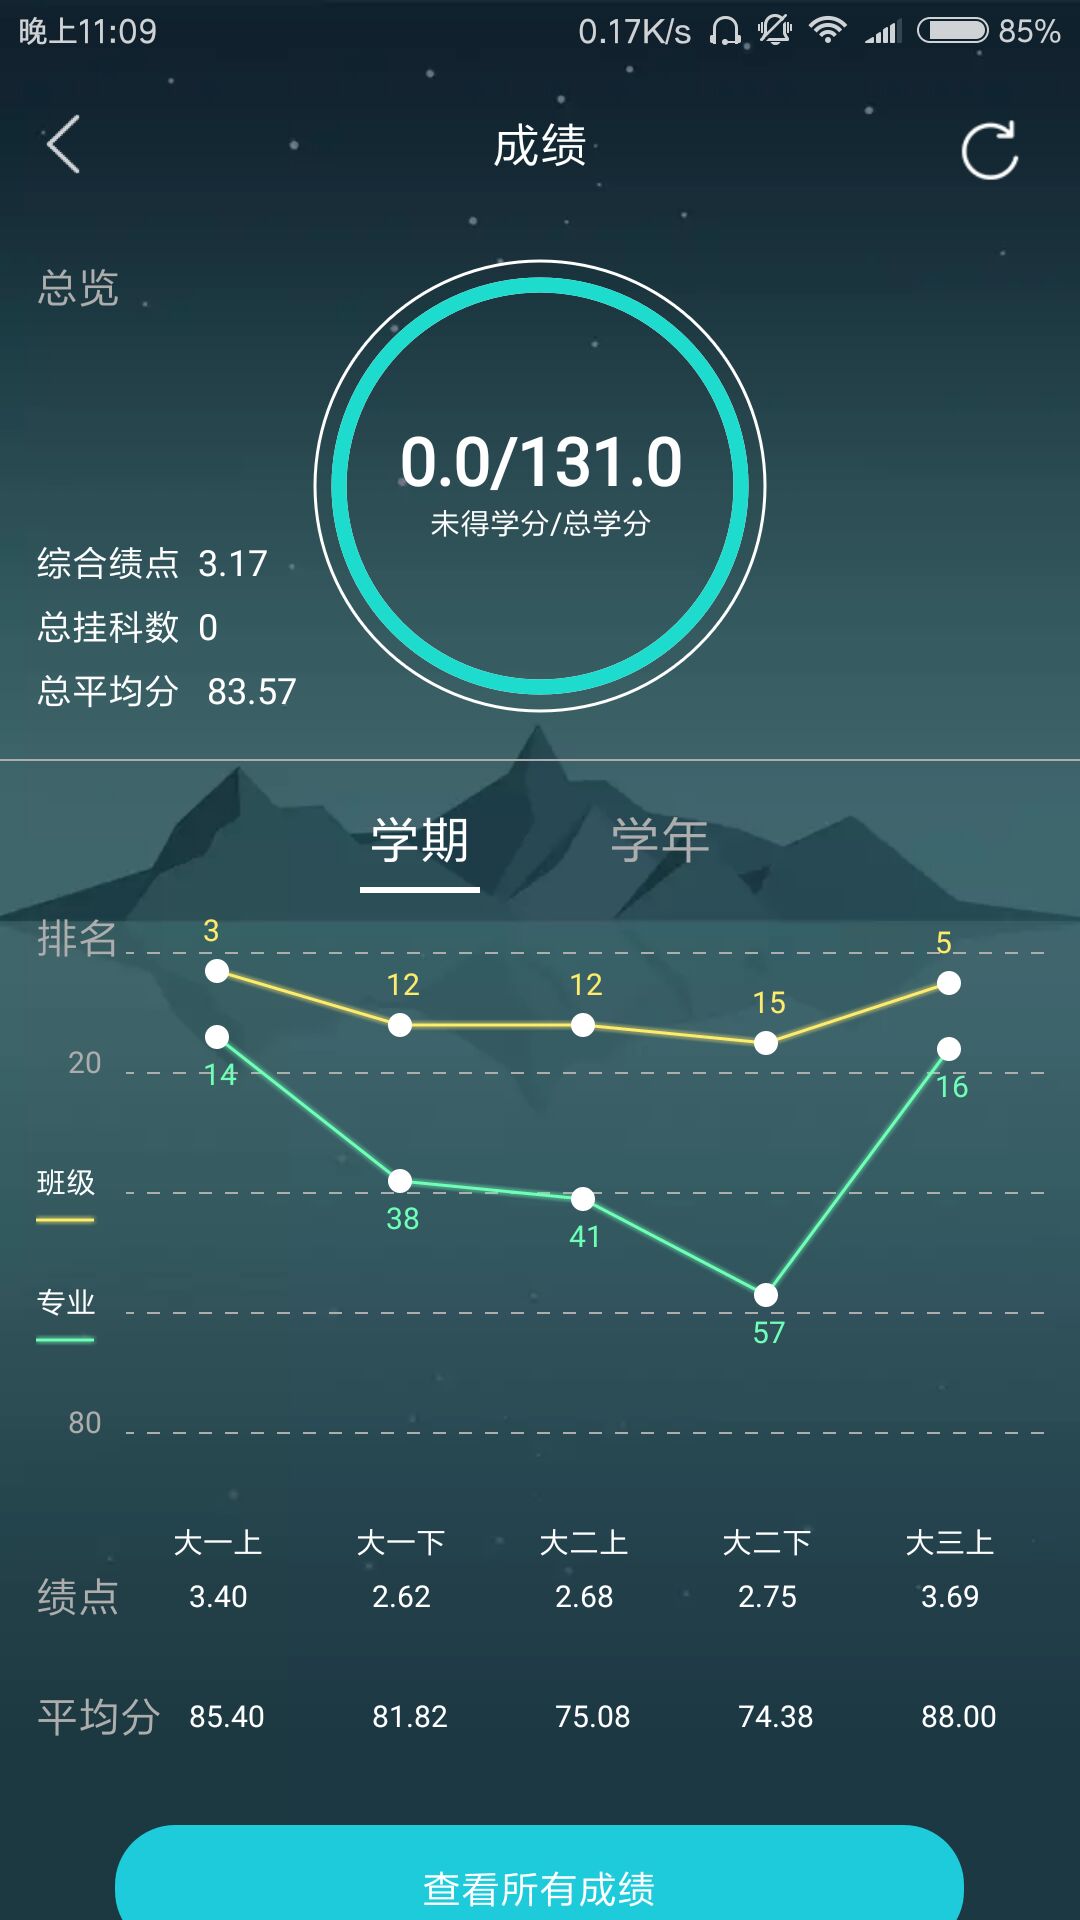 晚上11:09 0.17K/s 85%
成绩
总览
0.0/131.0
未得学分/总学分
综合绩点 3.17
总挂科数 0
总平均分 83.57
学期 学年
排名
3 12 12 15 5
20
14 38 41 57 16
班级
专业
80
大一上 大一下 大二上 大二下 大三上
绩点 3.40 2.62 2.68 2.75 3.69
平均分 85.40 81.82 75.08 74.38 88.00
查看所有成绩